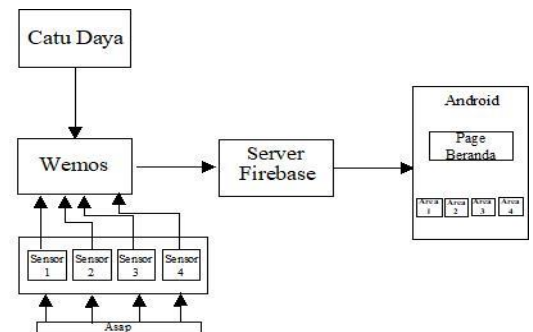 Catu Daya
Wemos
Server
Firebase
Android
Page
Beranda
Area
1
Area
2
Area
3
Area
4
Sensor
1
Sensor
2
Sensor
3
Sensor
4
Asap